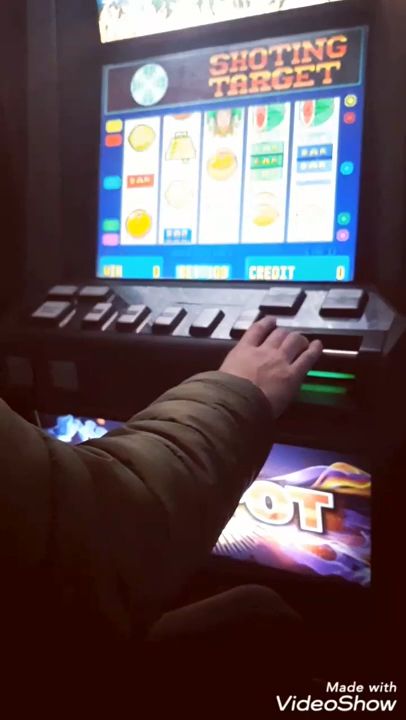 SHOTING
TARGET
BAR
BAR
BAR
BAR
WIN 0
CREDIT 0
OT
Made with
VideoShow